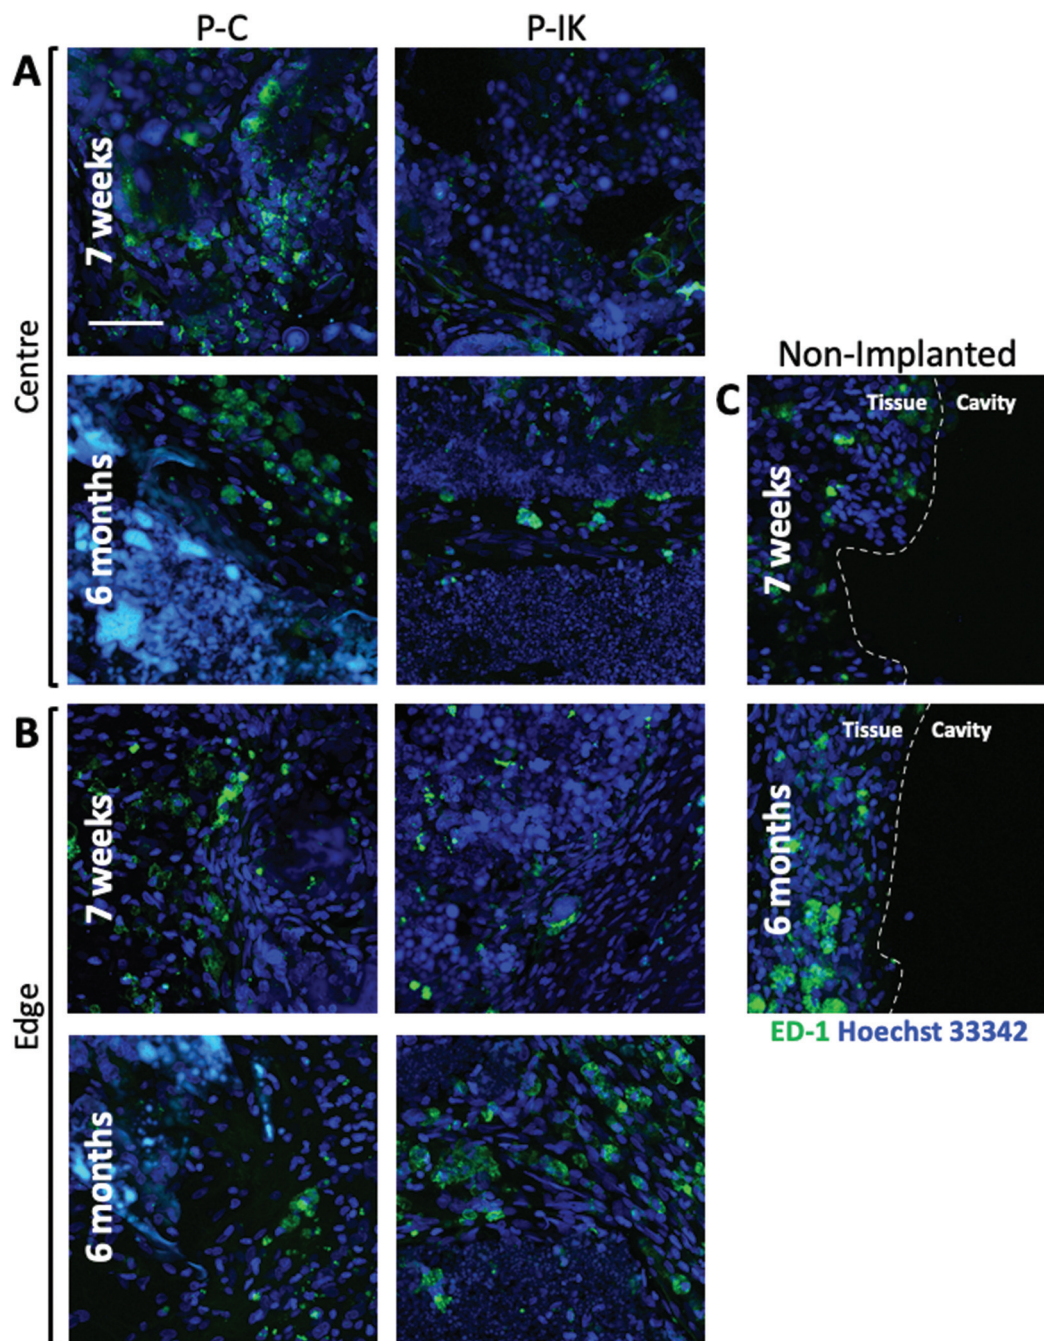 P-C
P-IK
A
Centre
7 weeks
6 months
B
Edge
7 weeks
6 months
Non-Implanted
C
Tissue
Cavity
7 weeks
Tissue
Cavity
6 months
ED-1 Hoechst 33342